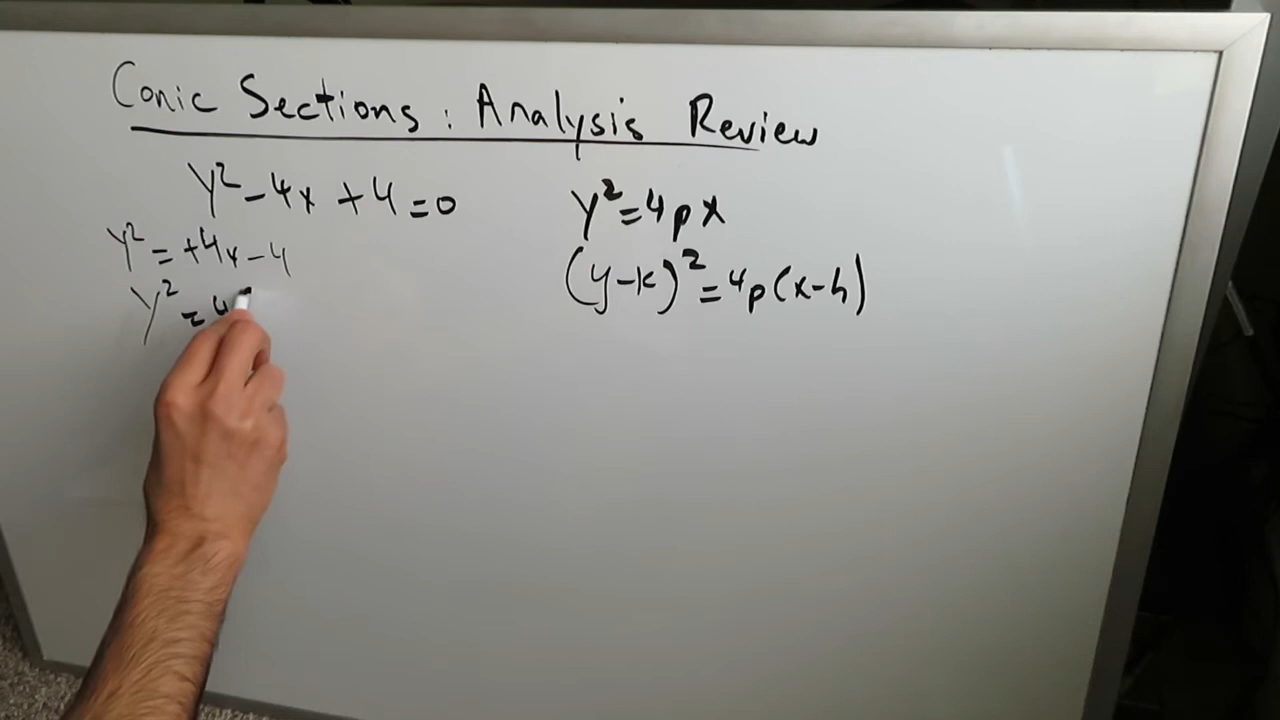 Conic Sections: Analysis Review
y² - 4x + 4 = 0
y² = +4x - 4
y² = 4
y² = 4px
(y-k)² = 4p(x-h)